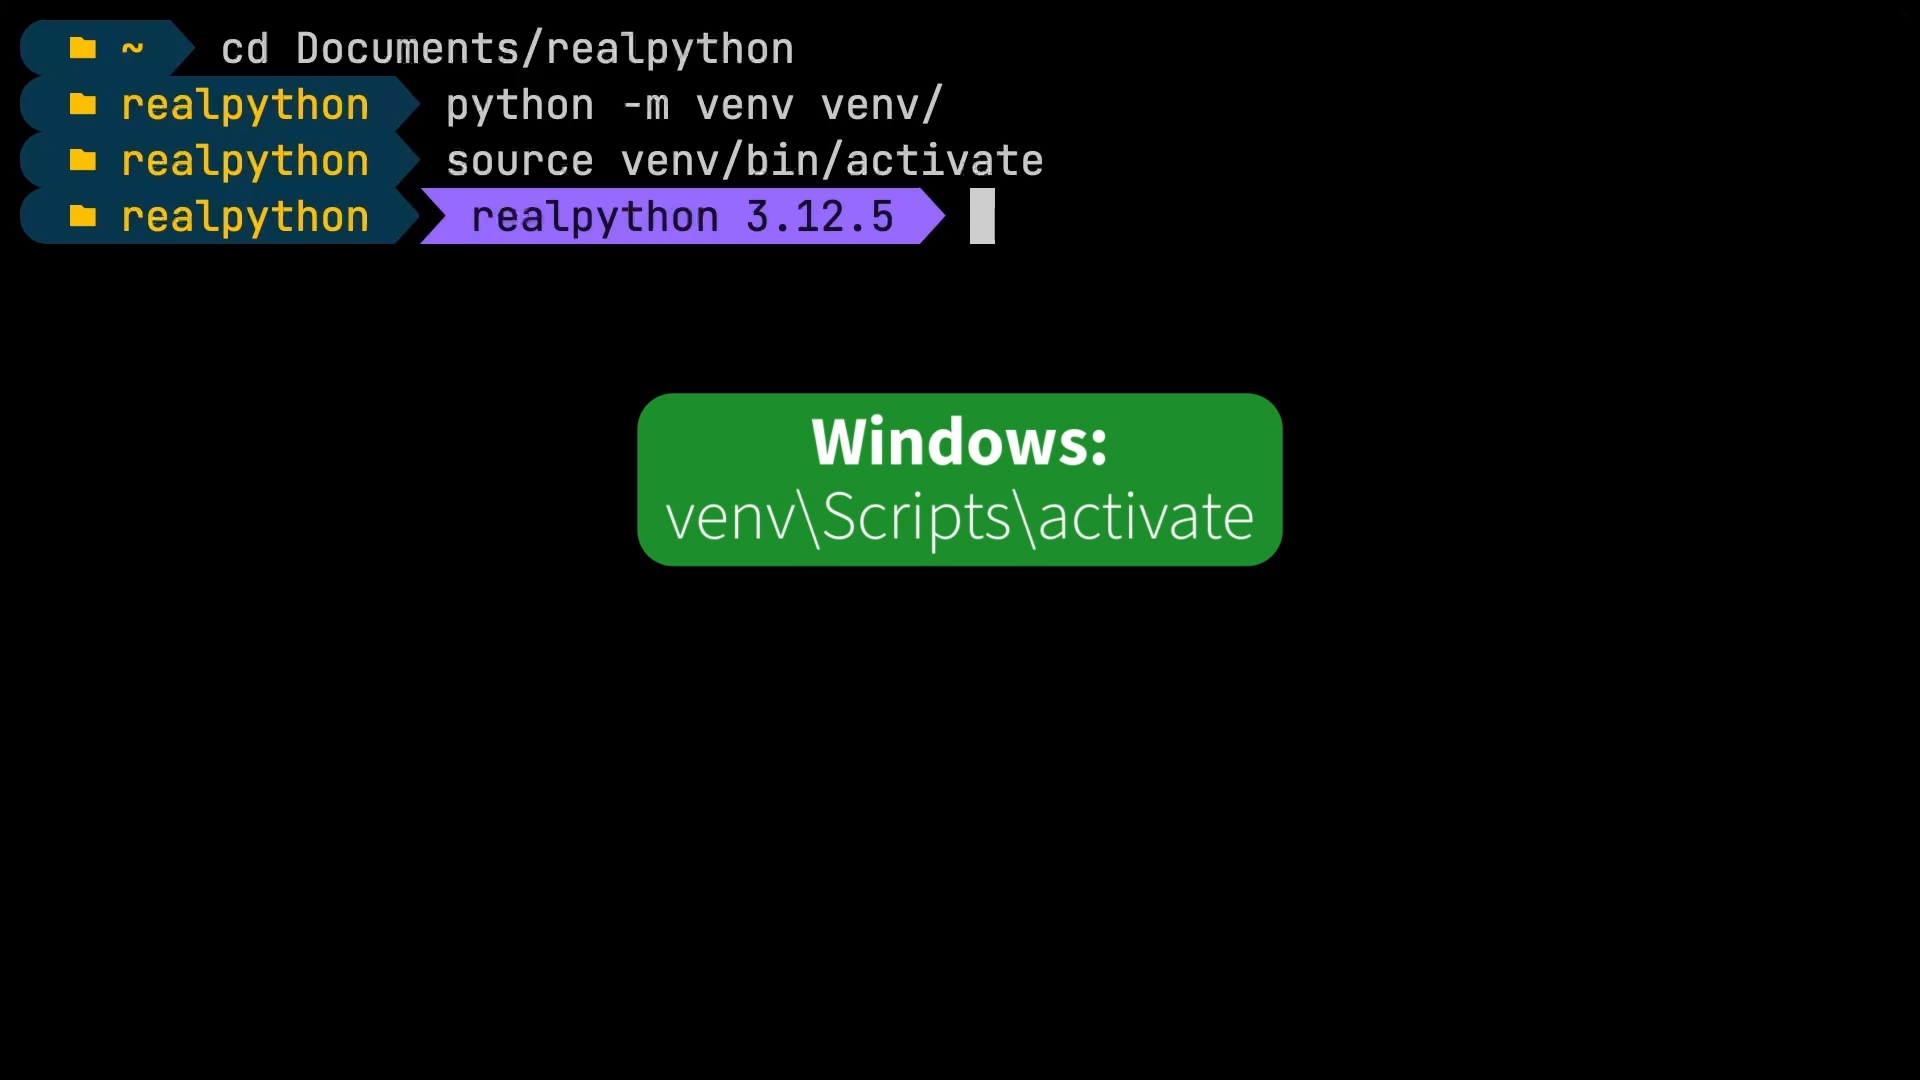 ~ cd Documents/realpython
realpython python -m venv venv/
realpython source venv/bin/activate
realpython realpython 3.12.5
Windows:
venv\Scripts\activate